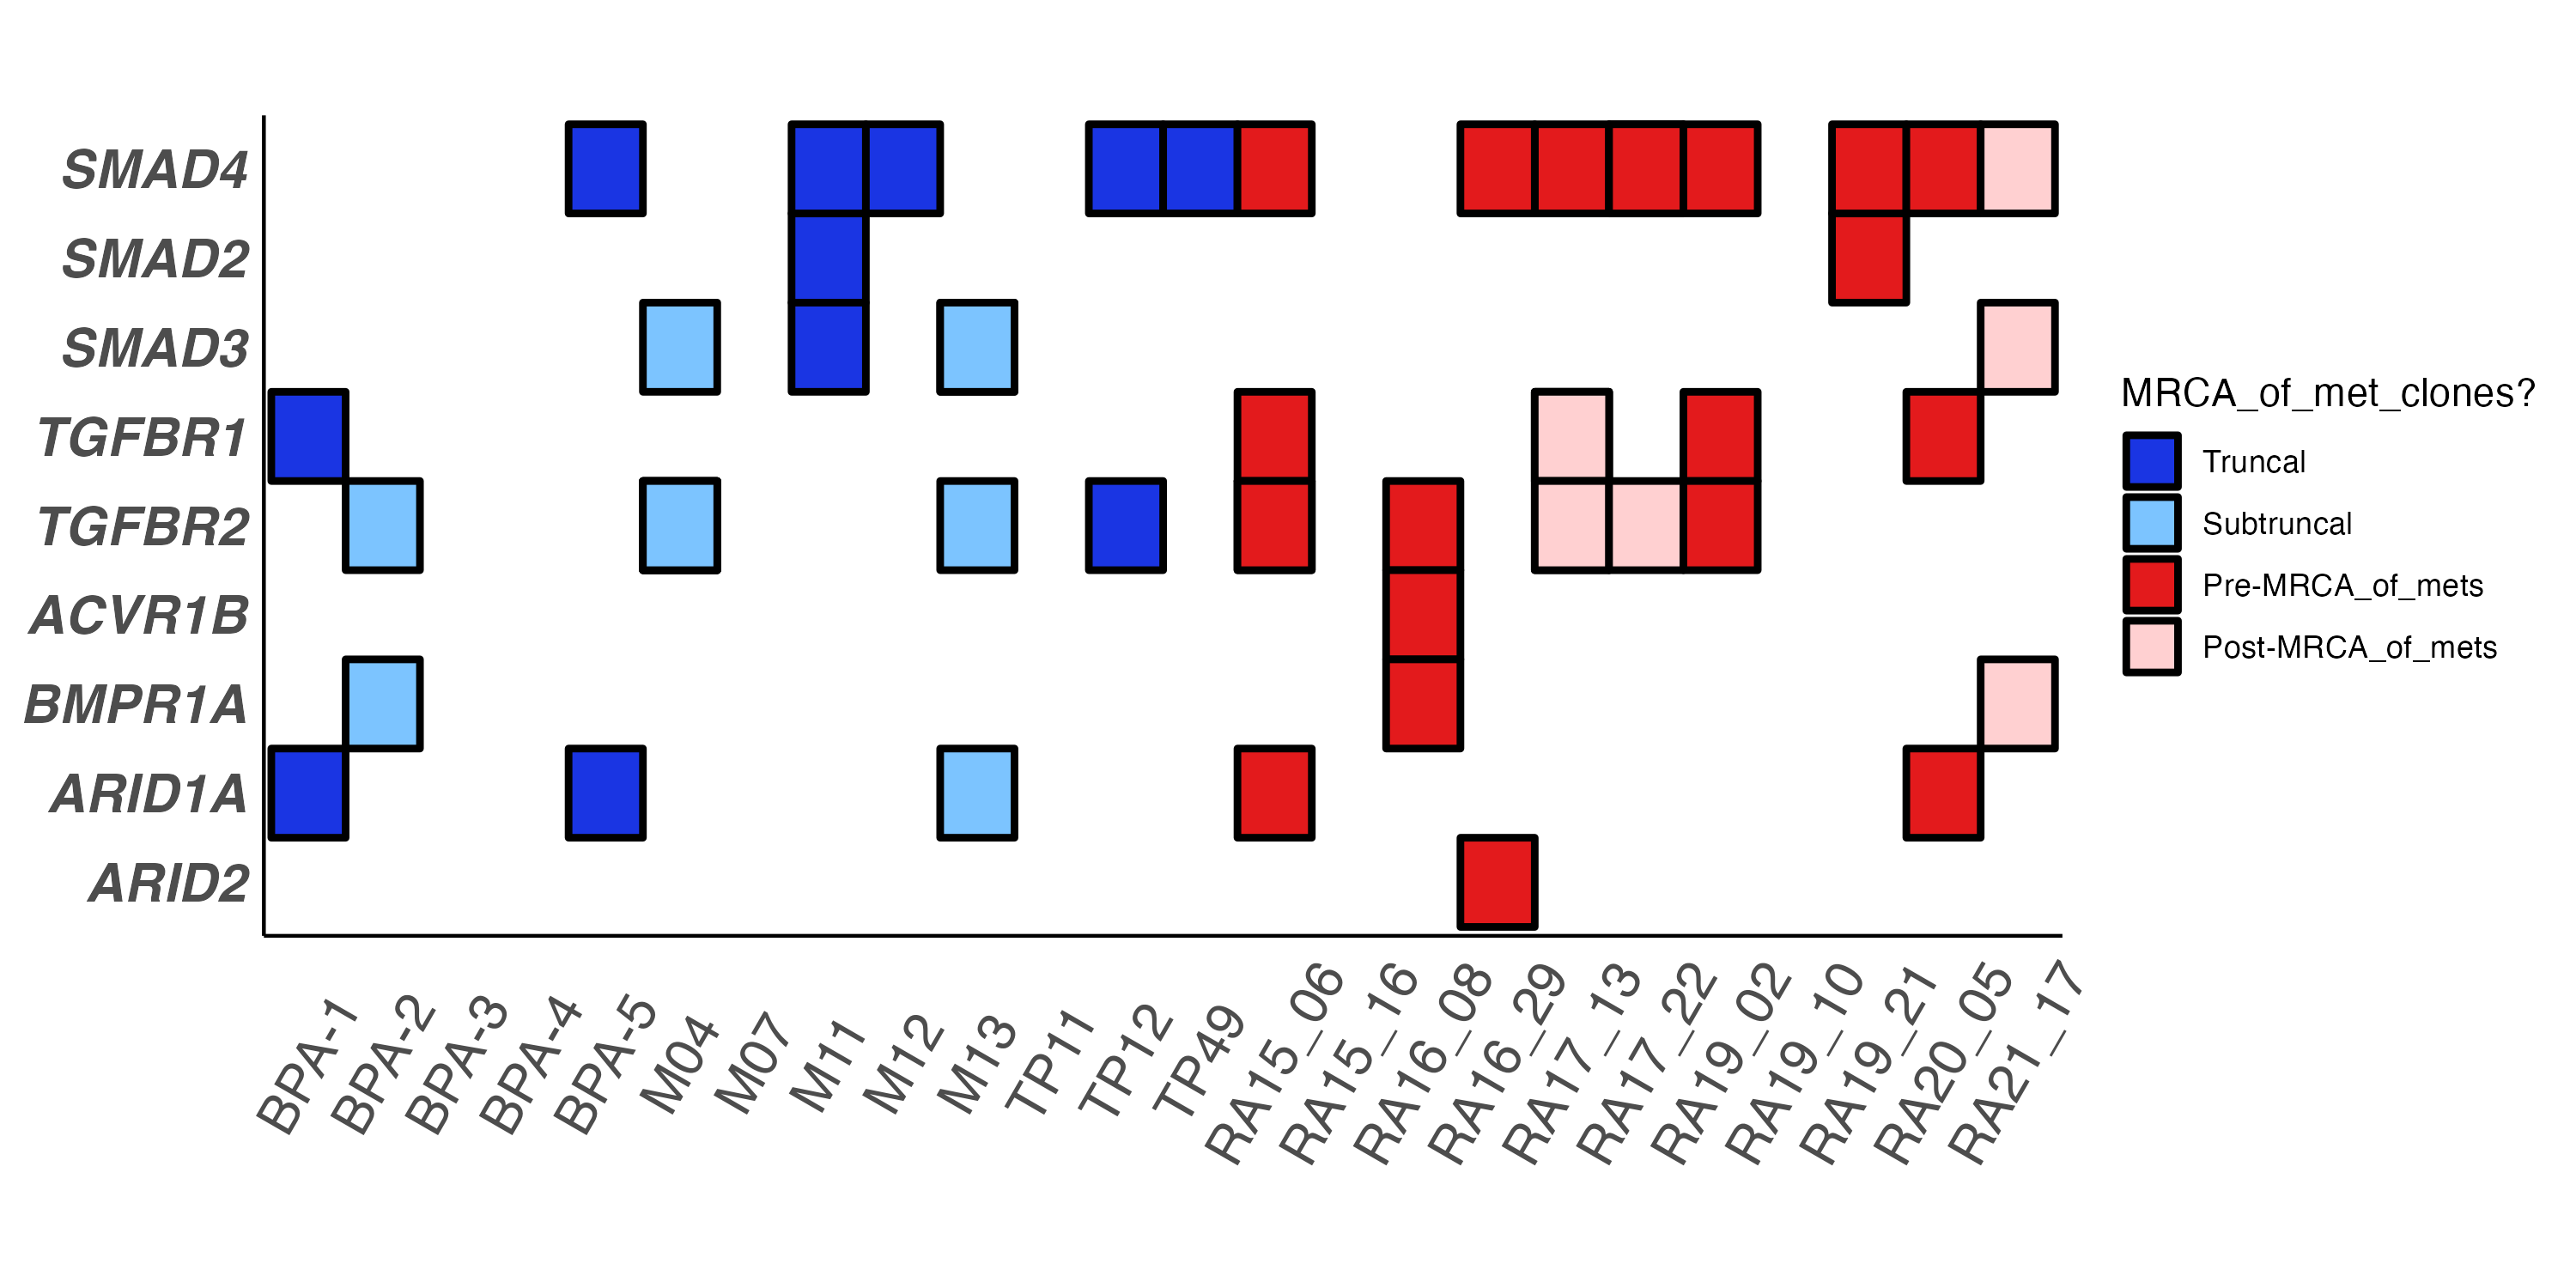 SMAD4
SMAD2
SMAD3
TGFBR1
TGFBR2
ACVR1B
BMPR1A
ARID1A
ARID2
BPA-1
BPA-2
BPA-3
BPA-4
BPA-5
M04
M07
M11
M12
M13
TP11
TP12
TP49
RA15_06
RA15_16
RA16_08
RA16_29
RA17_13
RA17_22
RA19_02
RA19_10
RA19_21
RA20_05
RA21_17
MRCA_of_met_clones?
Truncal
Subtruncal
Pre-MRCA_of_mets
Post-MRCA_of_mets